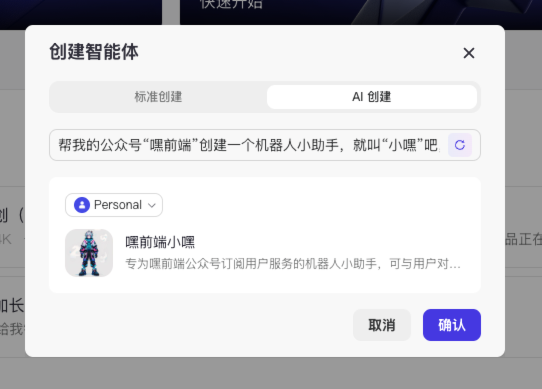 快速开始
创建智能体
标准创建
AI 创建
帮我的公众号“嘿前端”创建一个机器人小助手，就叫“小嘿”吧
Personal
嘿前端小嘿
专为嘿前端公众号订阅用户服务的机器人小助手，可与用户对...
创（
4K
品正在
加长
给我
取消
确认